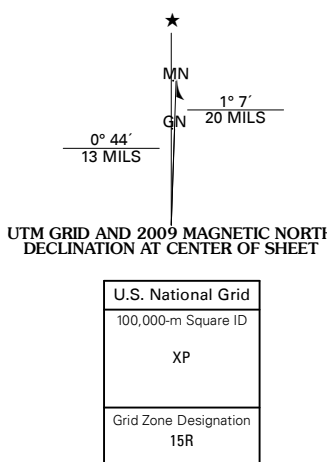 ★
MN
GN
1° 7´
20 MILS
0° 44´
13 MILS
UTM GRID AND 2009 MAGNETIC NORTH
DECLINATION AT CENTER OF SHEET
U.S. National Grid
100,000-m Square ID
XP
Grid Zone Designation
15R